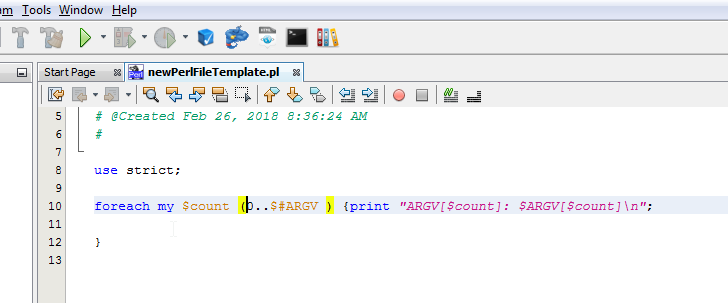 am Tools Window Help
Start Page newPerlFileTemplate.pl
5 # @Created Feb 26, 2018 8:36:24 AM
6 #
7
8 use strict;
9
10 foreach my $count (0..$#ARGV ) {print "ARGV[$count]: $ARGV[$count]\n";
11
12 }
13